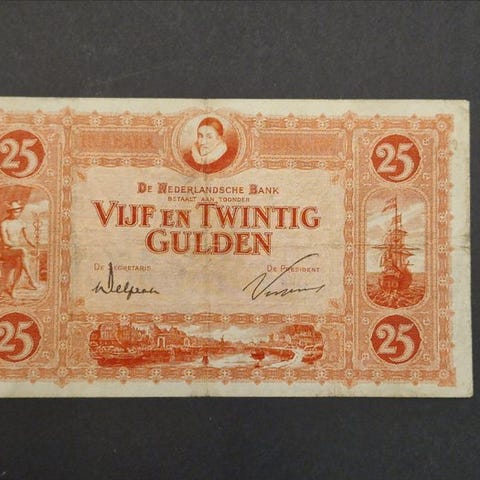 25
25
De Nederlandsche Bank
BETAALT AAN TOONDER
Vijf en Twintig
Gulden
De Secretaris
De President
25
25